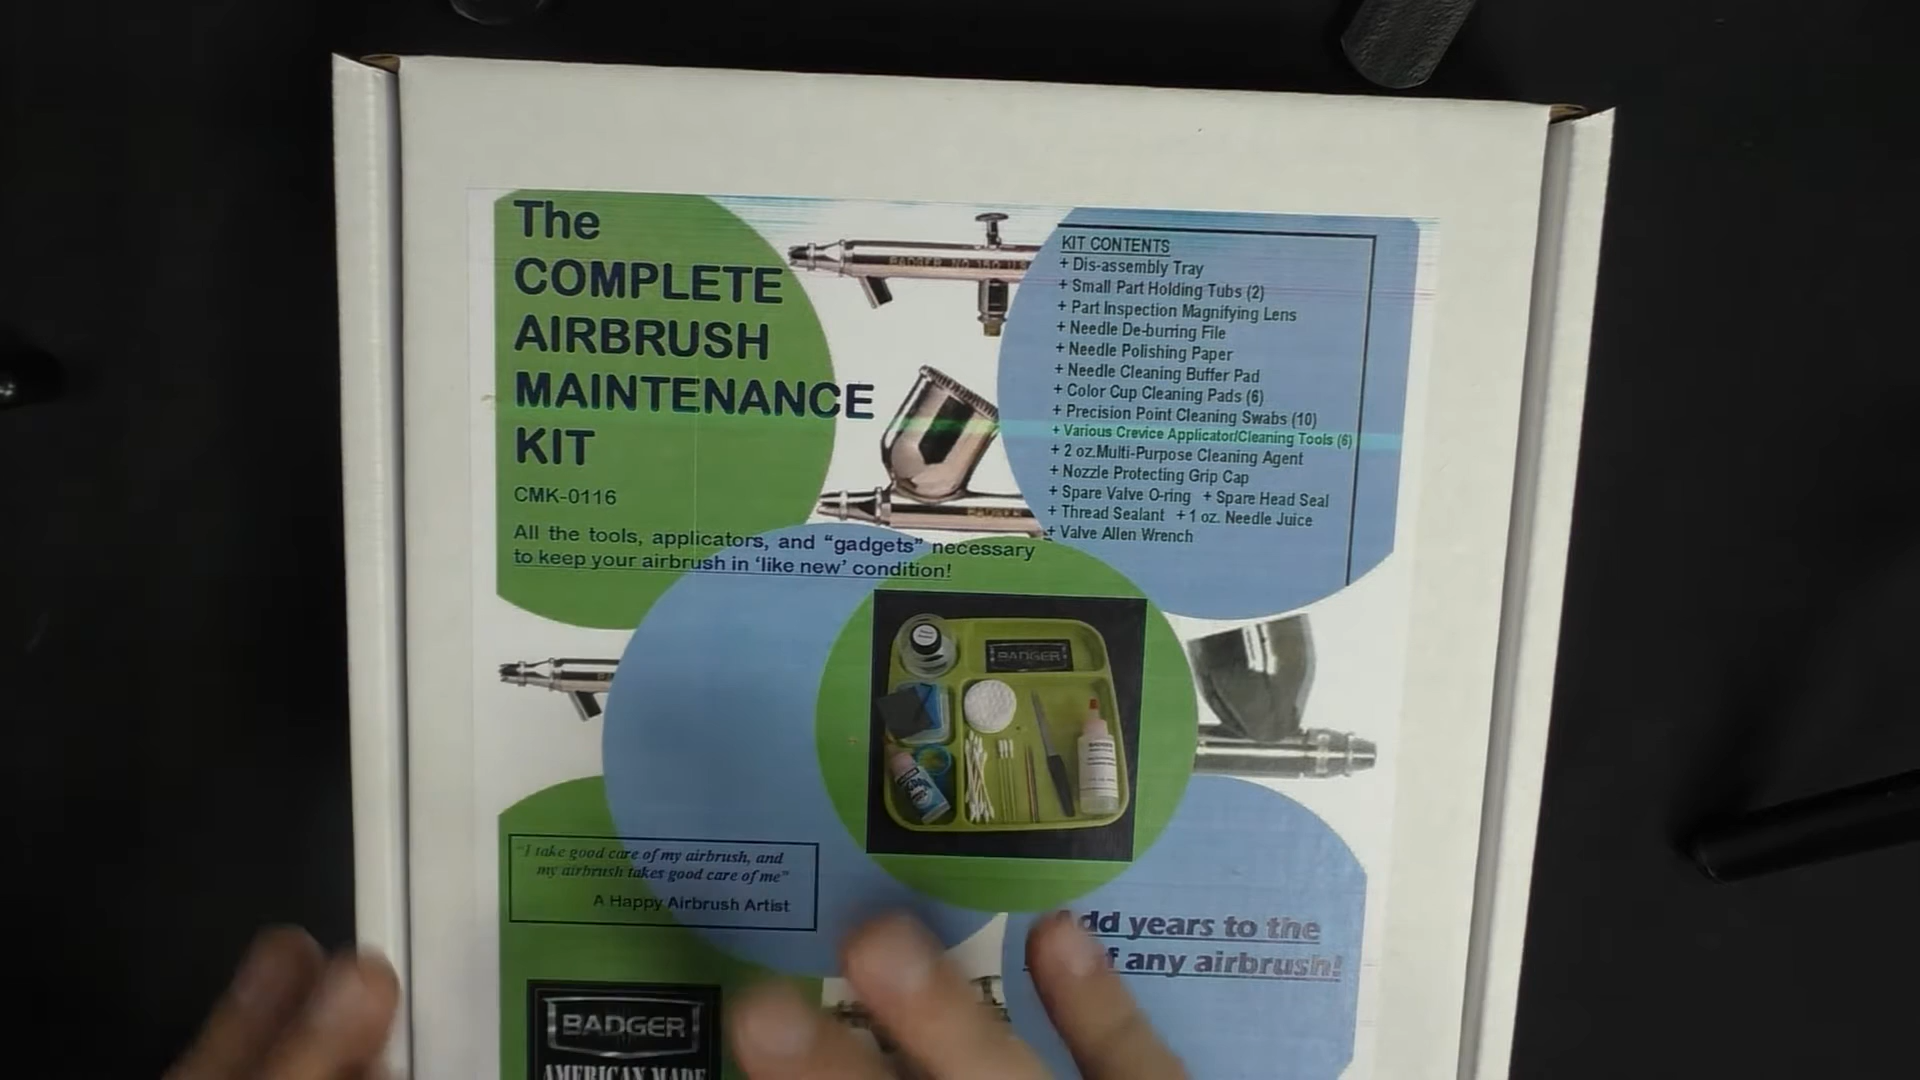 The
COMPLETE
AIRBRUSH
MAINTENANCE
KIT
CMK-0116
All the tools, applicators, and “gadgets” necessary
to keep your airbrush in ‘like new’ condition!
BADGER NO 150 U.S.
KIT CONTENTS
+ Dis-assembly Tray
+ Small Part Holding Tubs (2)
+ Part Inspection Magnifying Lens
+ Needle De-burring File
+ Needle Polishing Paper
+ Needle Cleaning Buffer Pad
+ Color Cup Cleaning Pads (6)
+ Precision Point Cleaning Swabs (10)
+ Various Crevice Applicator/Cleaning Tools (6)
+ 2 oz.Multi-Purpose Cleaning Agent
+ Nozzle Protecting Grip Cap
+ Spare Valve O-ring + Spare Head Seal
+ Thread Sealant + 1 oz. Needle Juice
+ Valve Allen Wrench
BADGER
"I take good care of my airbrush, and
my airbrush takes good care of me"
A Happy Airbrush Artist
years to the
any airbrush!
BADGER
AMERICAN MADE